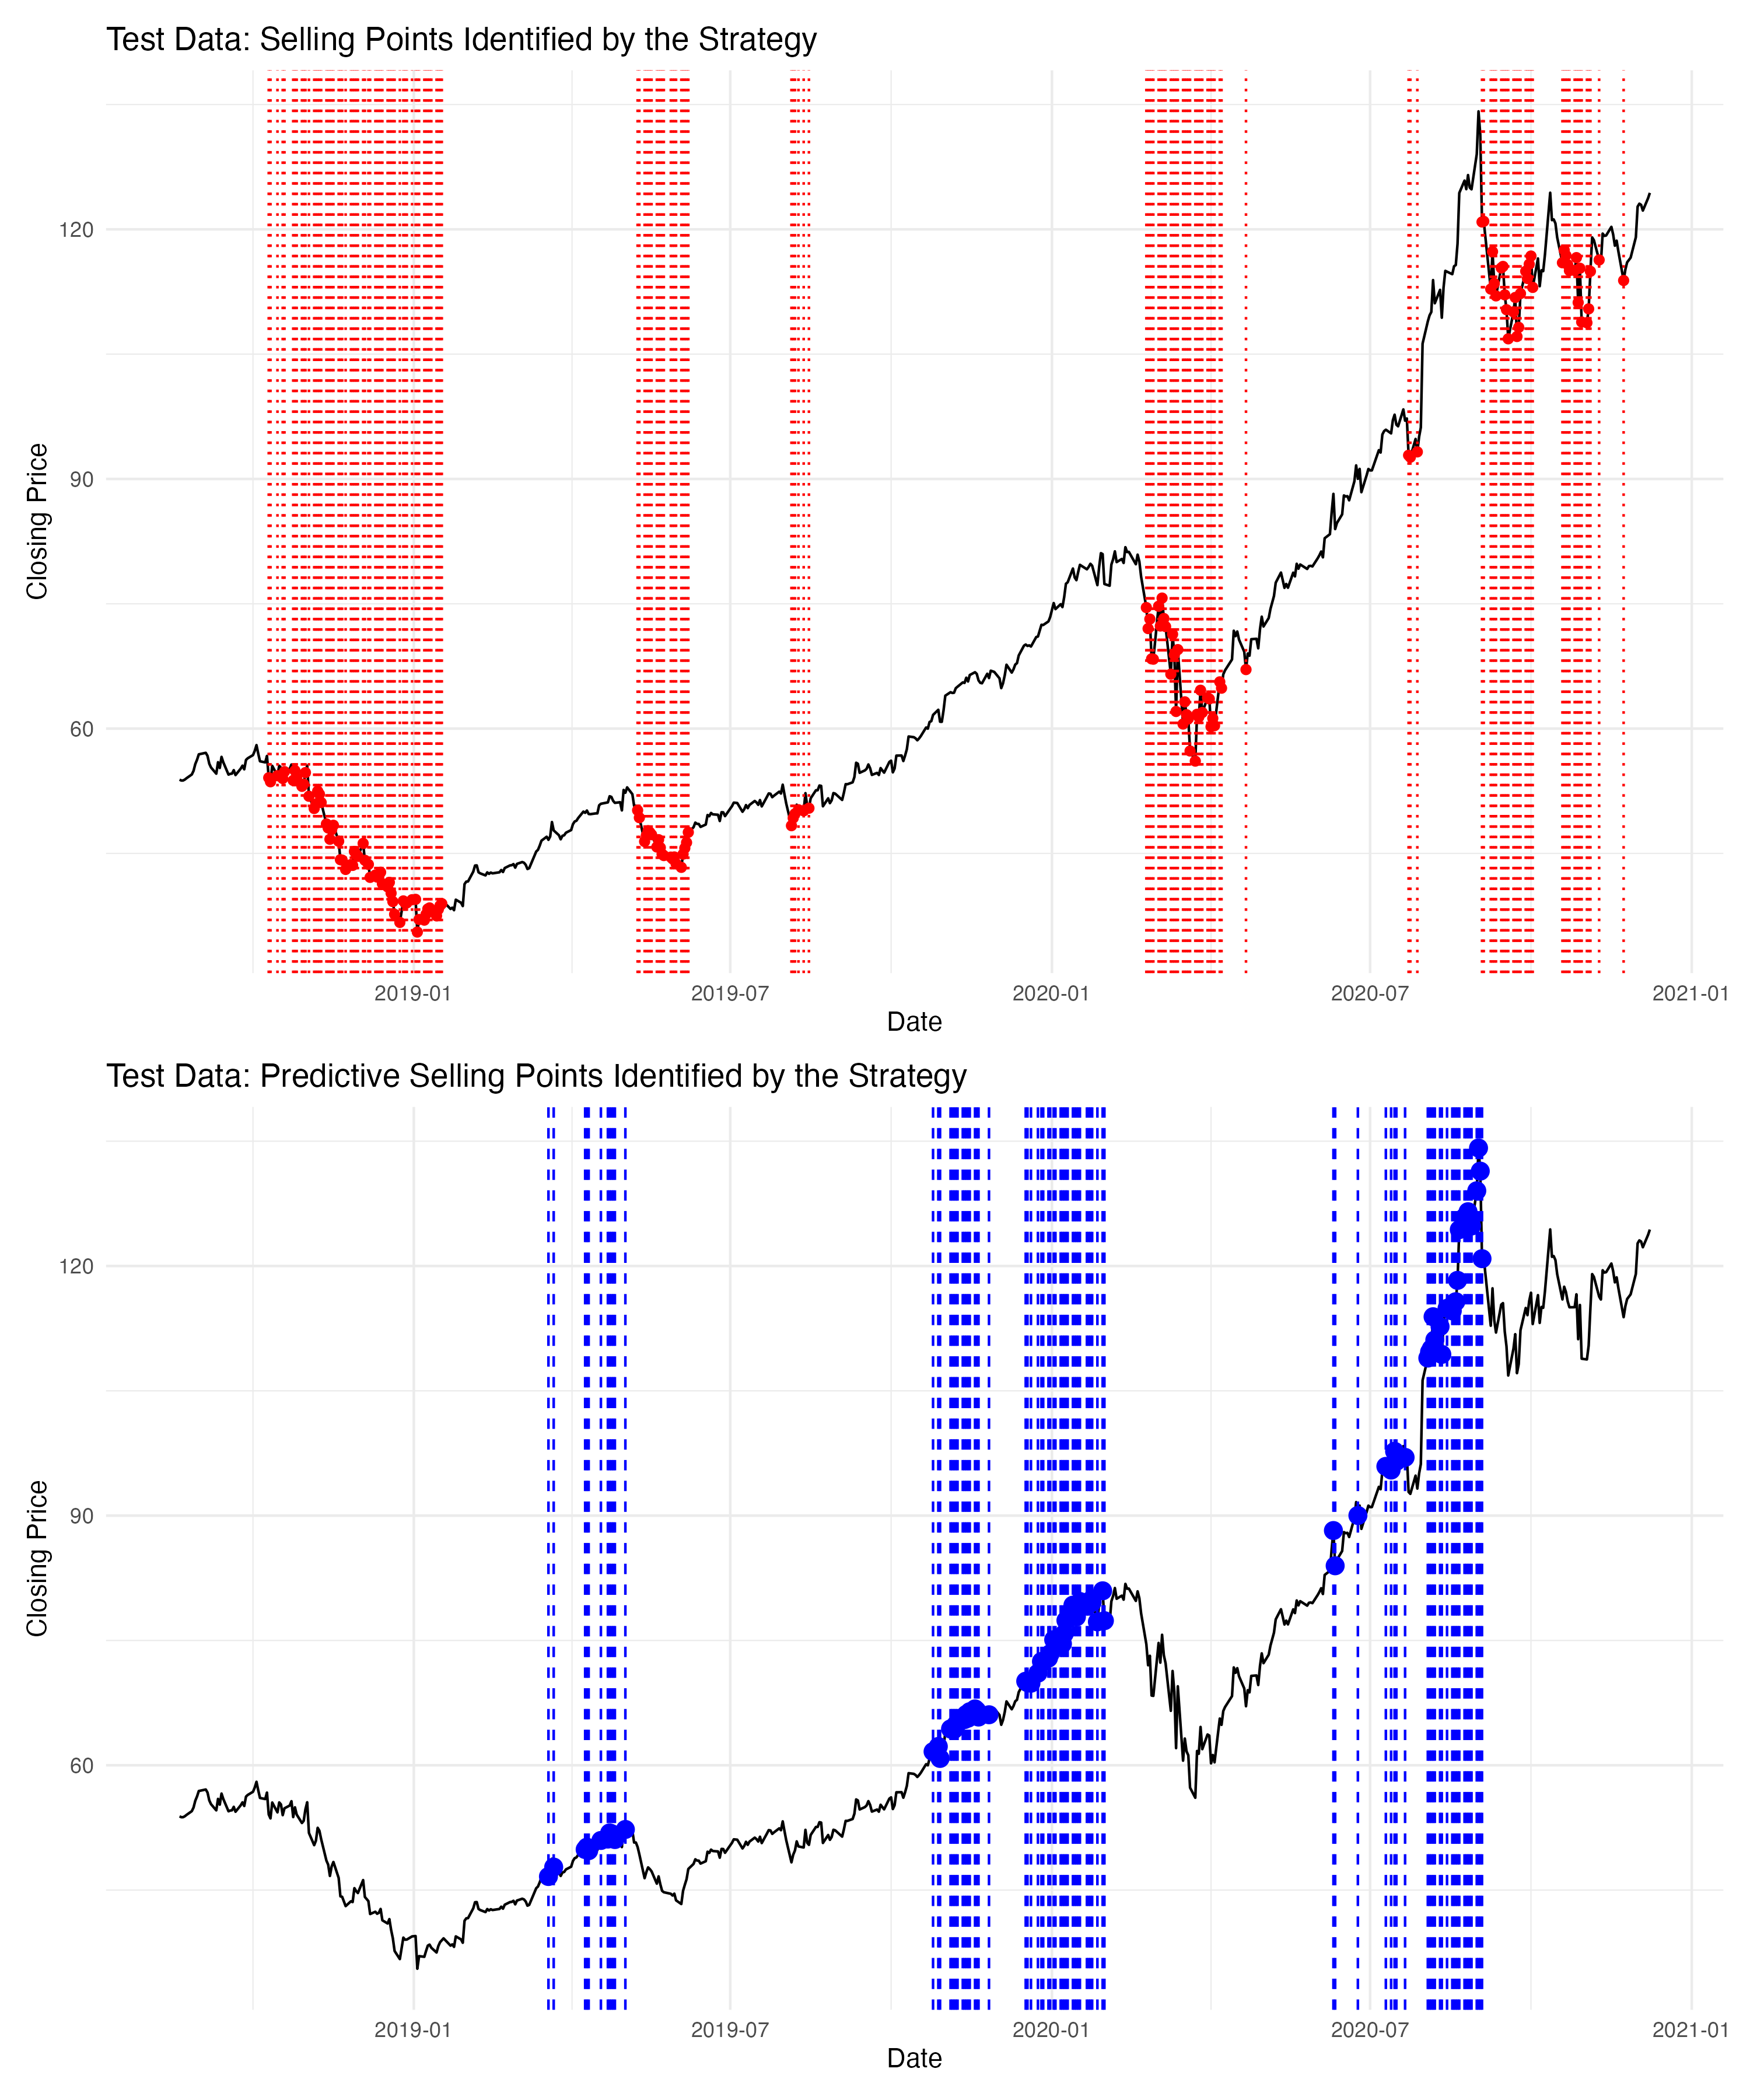 Test Data: Selling Points Identified by the Strategy
120
90
60
Closing Price
2019-01
2019-07
2020-01
2020-07
2021-01
Date
Test Data: Predictive Selling Points Identified by the Strategy
120
90
60
Closing Price
2019-01
2019-07
2020-01
2020-07
2021-01
Date